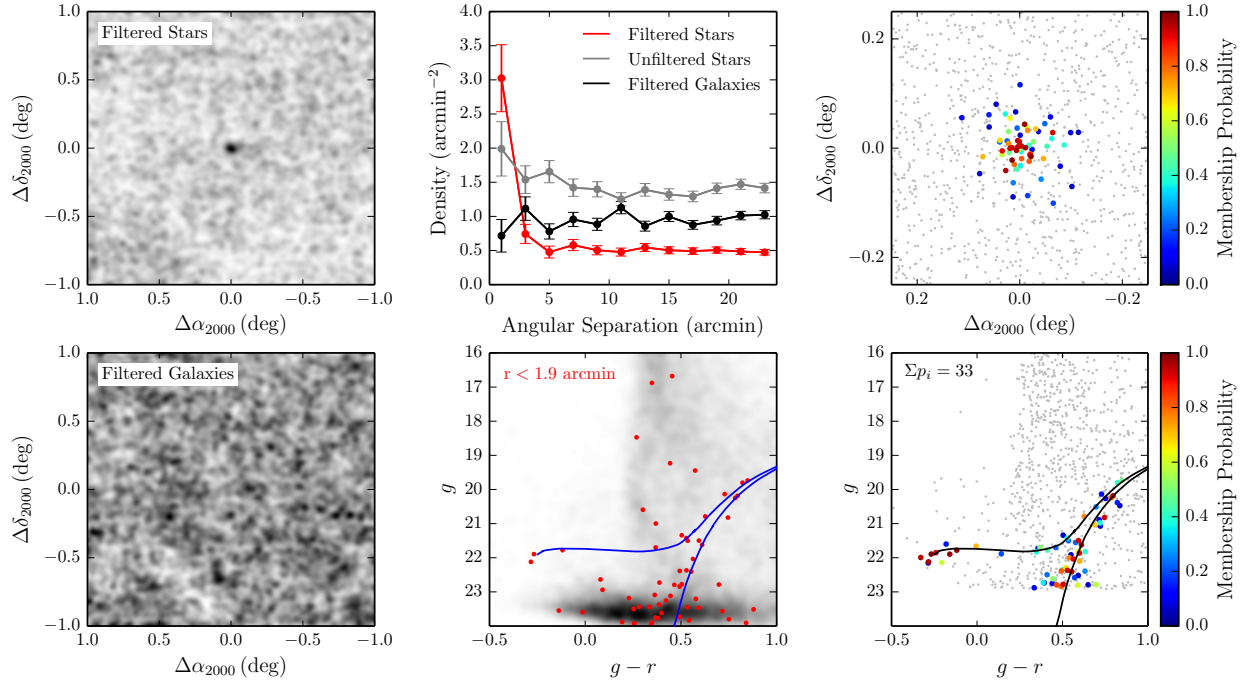 Filtered Stars
1.0
0.5
0.0
−0.5
−1.0
Δδ2000 (deg)
1.0 0.5 0.0 −0.5 −1.0
Δα2000 (deg)
Filtered Stars
Unfiltered Stars
Filtered Galaxies
4.0
3.5
3.0
2.5
2.0
1.5
1.0
0.5
0.0
Density (arcmin−2)
0 5 10 15 20
Angular Separation (arcmin)
0.2
0.0
−0.2
Δδ2000 (deg)
0.2 0.0 −0.2
Δα2000 (deg)
1.0
0.8
0.6
0.4
0.2
0.0
Membership Probability
Filtered Galaxies
1.0
0.5
0.0
−0.5
−1.0
Δδ2000 (deg)
1.0 0.5 0.0 −0.5 −1.0
Δα2000 (deg)
r < 1.9 arcmin
16
17
18
19
20
21
22
23
g
−0.5 0.0 0.5 1.0
g − r
Σpi = 33
16
17
18
19
20
21
22
23
g
−0.5 0.0 0.5 1.0
g − r
1.0
0.8
0.6
0.4
0.2
0.0
Membership Probability